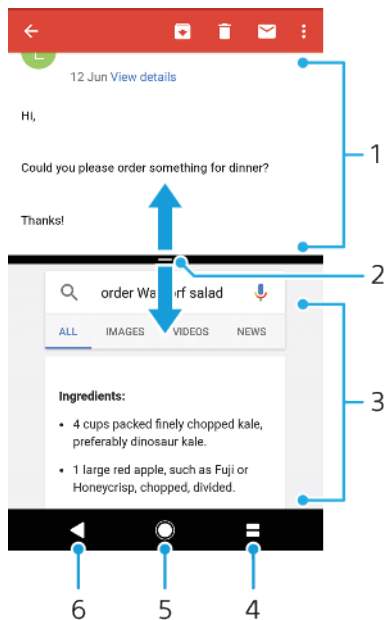 L
12 Jun View details
Hi,
Could you please order something for dinner?
Thanks!
order Wa rf salad
ALL IMAGES VIDEOS NEWS
Ingredients:
• 4 cups packed finely chopped kale,
preferably dinosaur kale.
• 1 large red apple, such as Fuji or
Honeycrisp, chopped, divided.
1
2
3
6 5 4